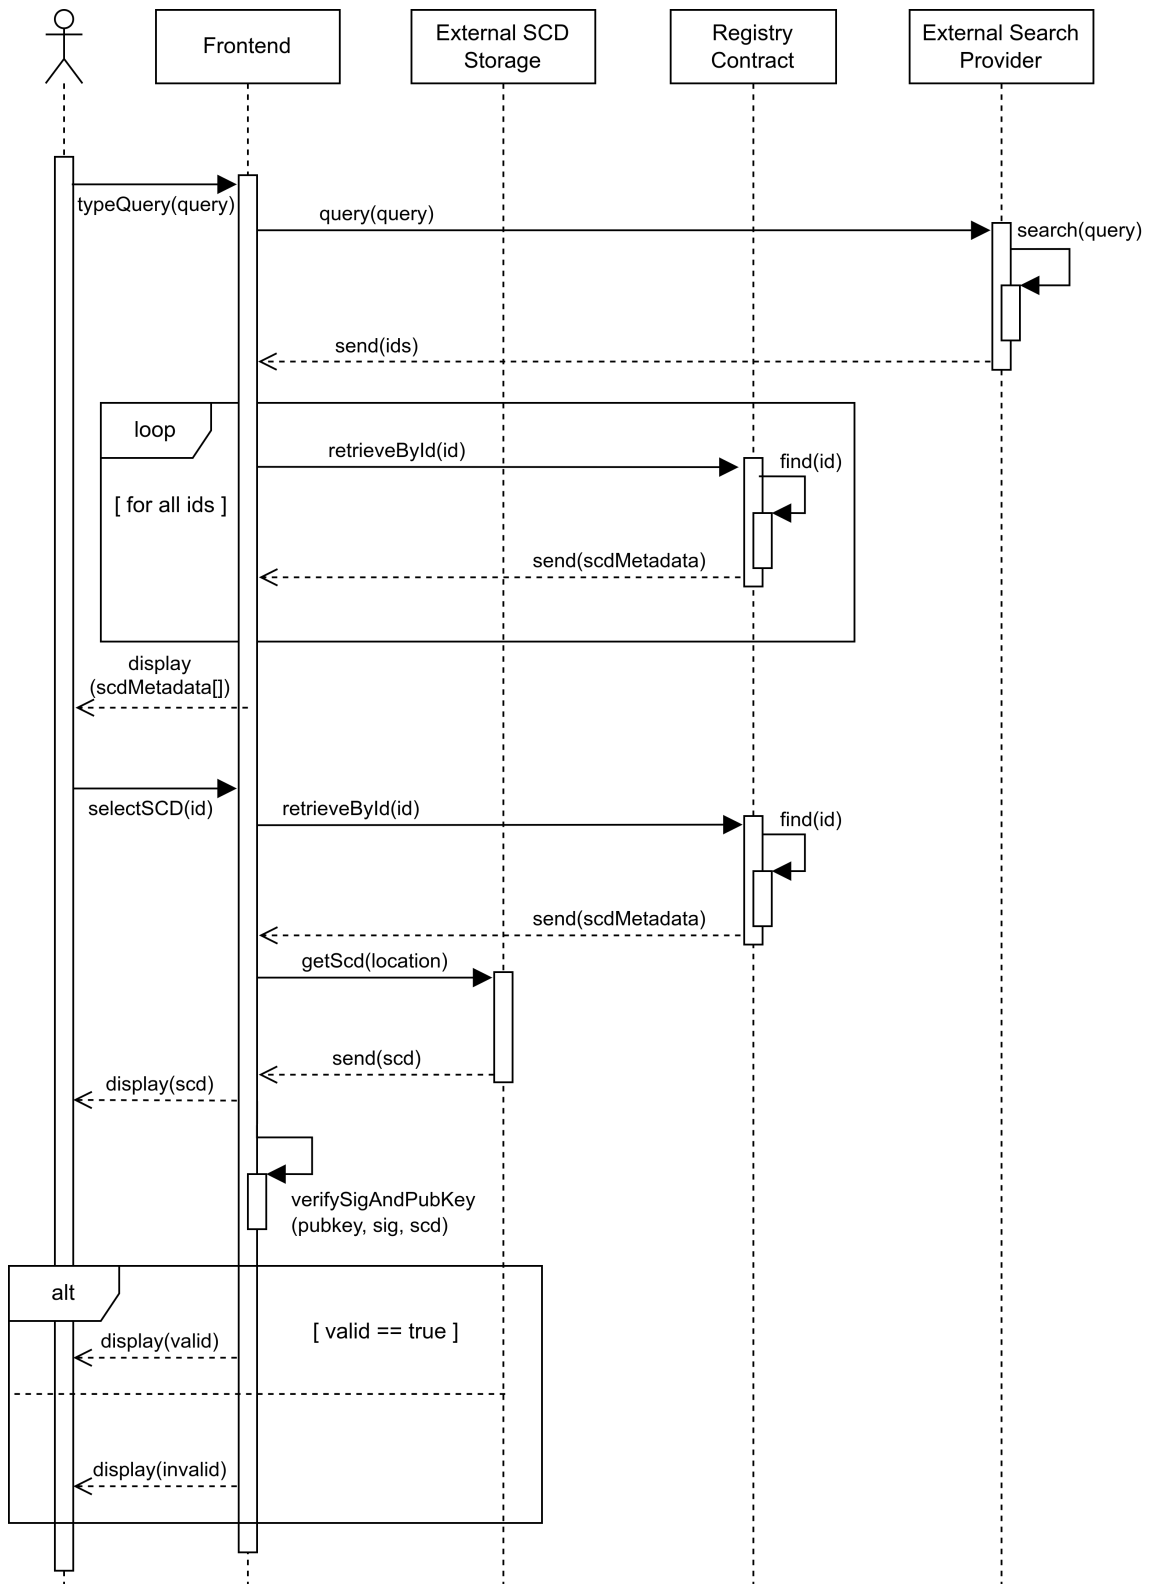 Frontend
External SCD
Storage
Registry
Contract
External Search
Provider
typeQuery(query)
query(query)
search(query)
send(ids)
loop
retrieveById(id)
find(id)
[ for all ids ]
send(scdMetadata)
display
(scdMetadata[])
selectSCD(id)
retrieveById(id)
find(id)
send(scdMetadata)
getScd(location)
send(scd)
display(scd)
verifySigAndPubKey
(pubkey, sig, scd)
alt
[ valid == true ]
display(valid)
display(invalid)